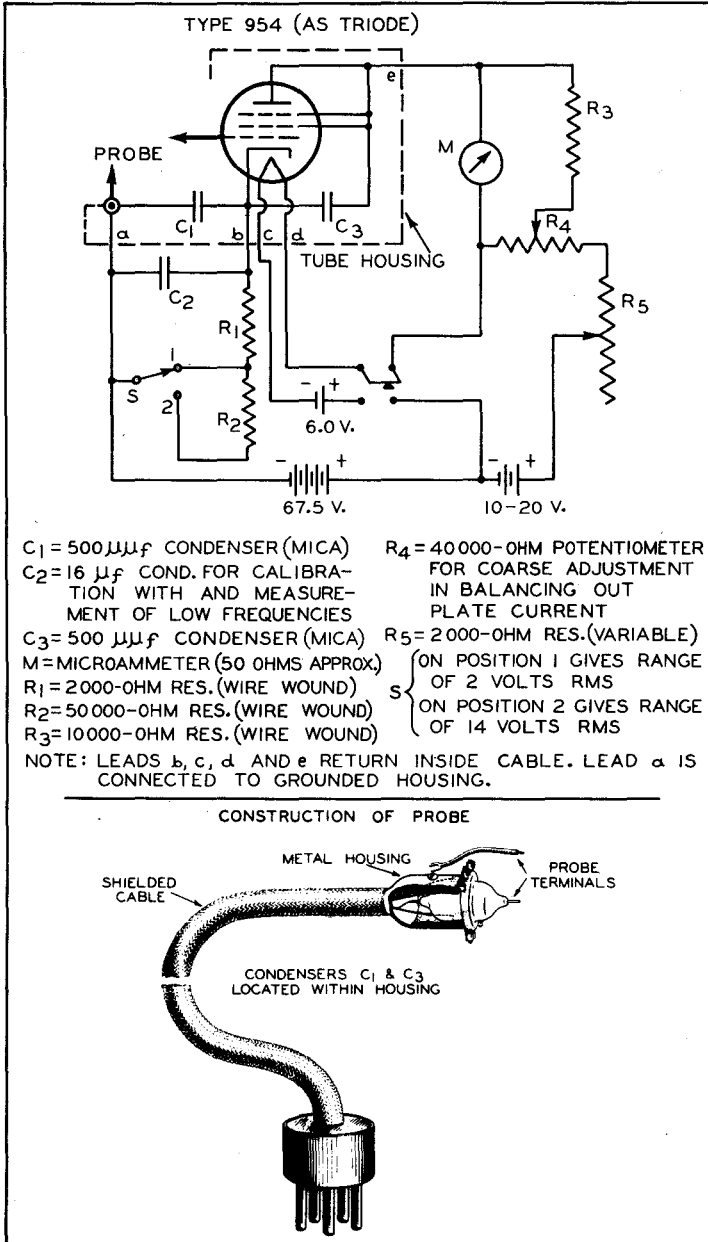 TYPE 954 (AS TRIODE)
e
R3
M
PROBE
C1
C3
a
b
c
d
R4
TUBE HOUSING
C2
R5
R1
1
S
2
R2
- +
6.0 V.
- +
- +
67.5 V.
10-20 V.
C1 = 500 μμf CONDENSER (MICA)
C2 = 16 μf COND. FOR CALIBRA-
TION WITH AND MEASURE-
MENT OF LOW FREQUENCIES
C3 = 500 μμf CONDENSER (MICA)
M = MICROAMMETER (50 OHMS APPROX.)
R1 = 2000-OHM RES. (WIRE WOUND)
R2 = 50000-OHM RES. (WIRE WOUND)
R3 = 10000-OHM RES. (WIRE WOUND)
R4 = 40000-OHM POTENTIOMETER
FOR COARSE ADJUSTMENT
IN BALANCING OUT
PLATE CURRENT
R5 = 2000-OHM RES. (VARIABLE)
S { ON POSITION 1 GIVES RANGE
OF 2 VOLTS RMS
ON POSITION 2 GIVES RANGE
OF 14 VOLTS RMS
NOTE: LEADS b, c, d AND e RETURN INSIDE CABLE. LEAD a IS
CONNECTED TO GROUNDED HOUSING.
CONSTRUCTION OF PROBE
METAL HOUSING
SHIELDED
CABLE
PROBE
TERMINALS
CONDENSERS C1 & C3
LOCATED WITHIN HOUSING